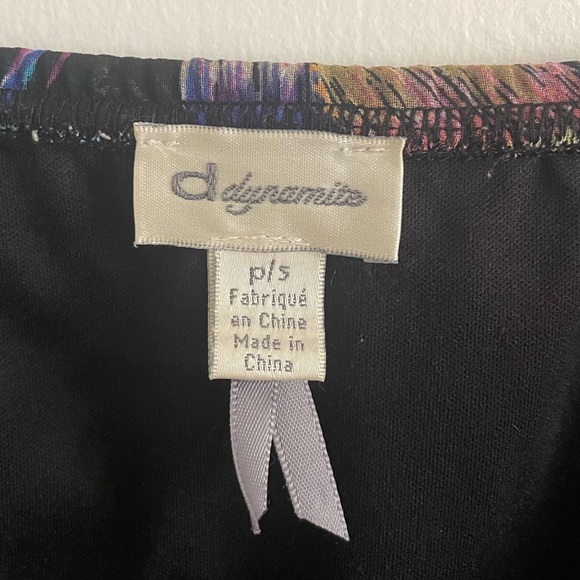 d dynamite
p/s
Fabriqué
en Chine
Made in
China